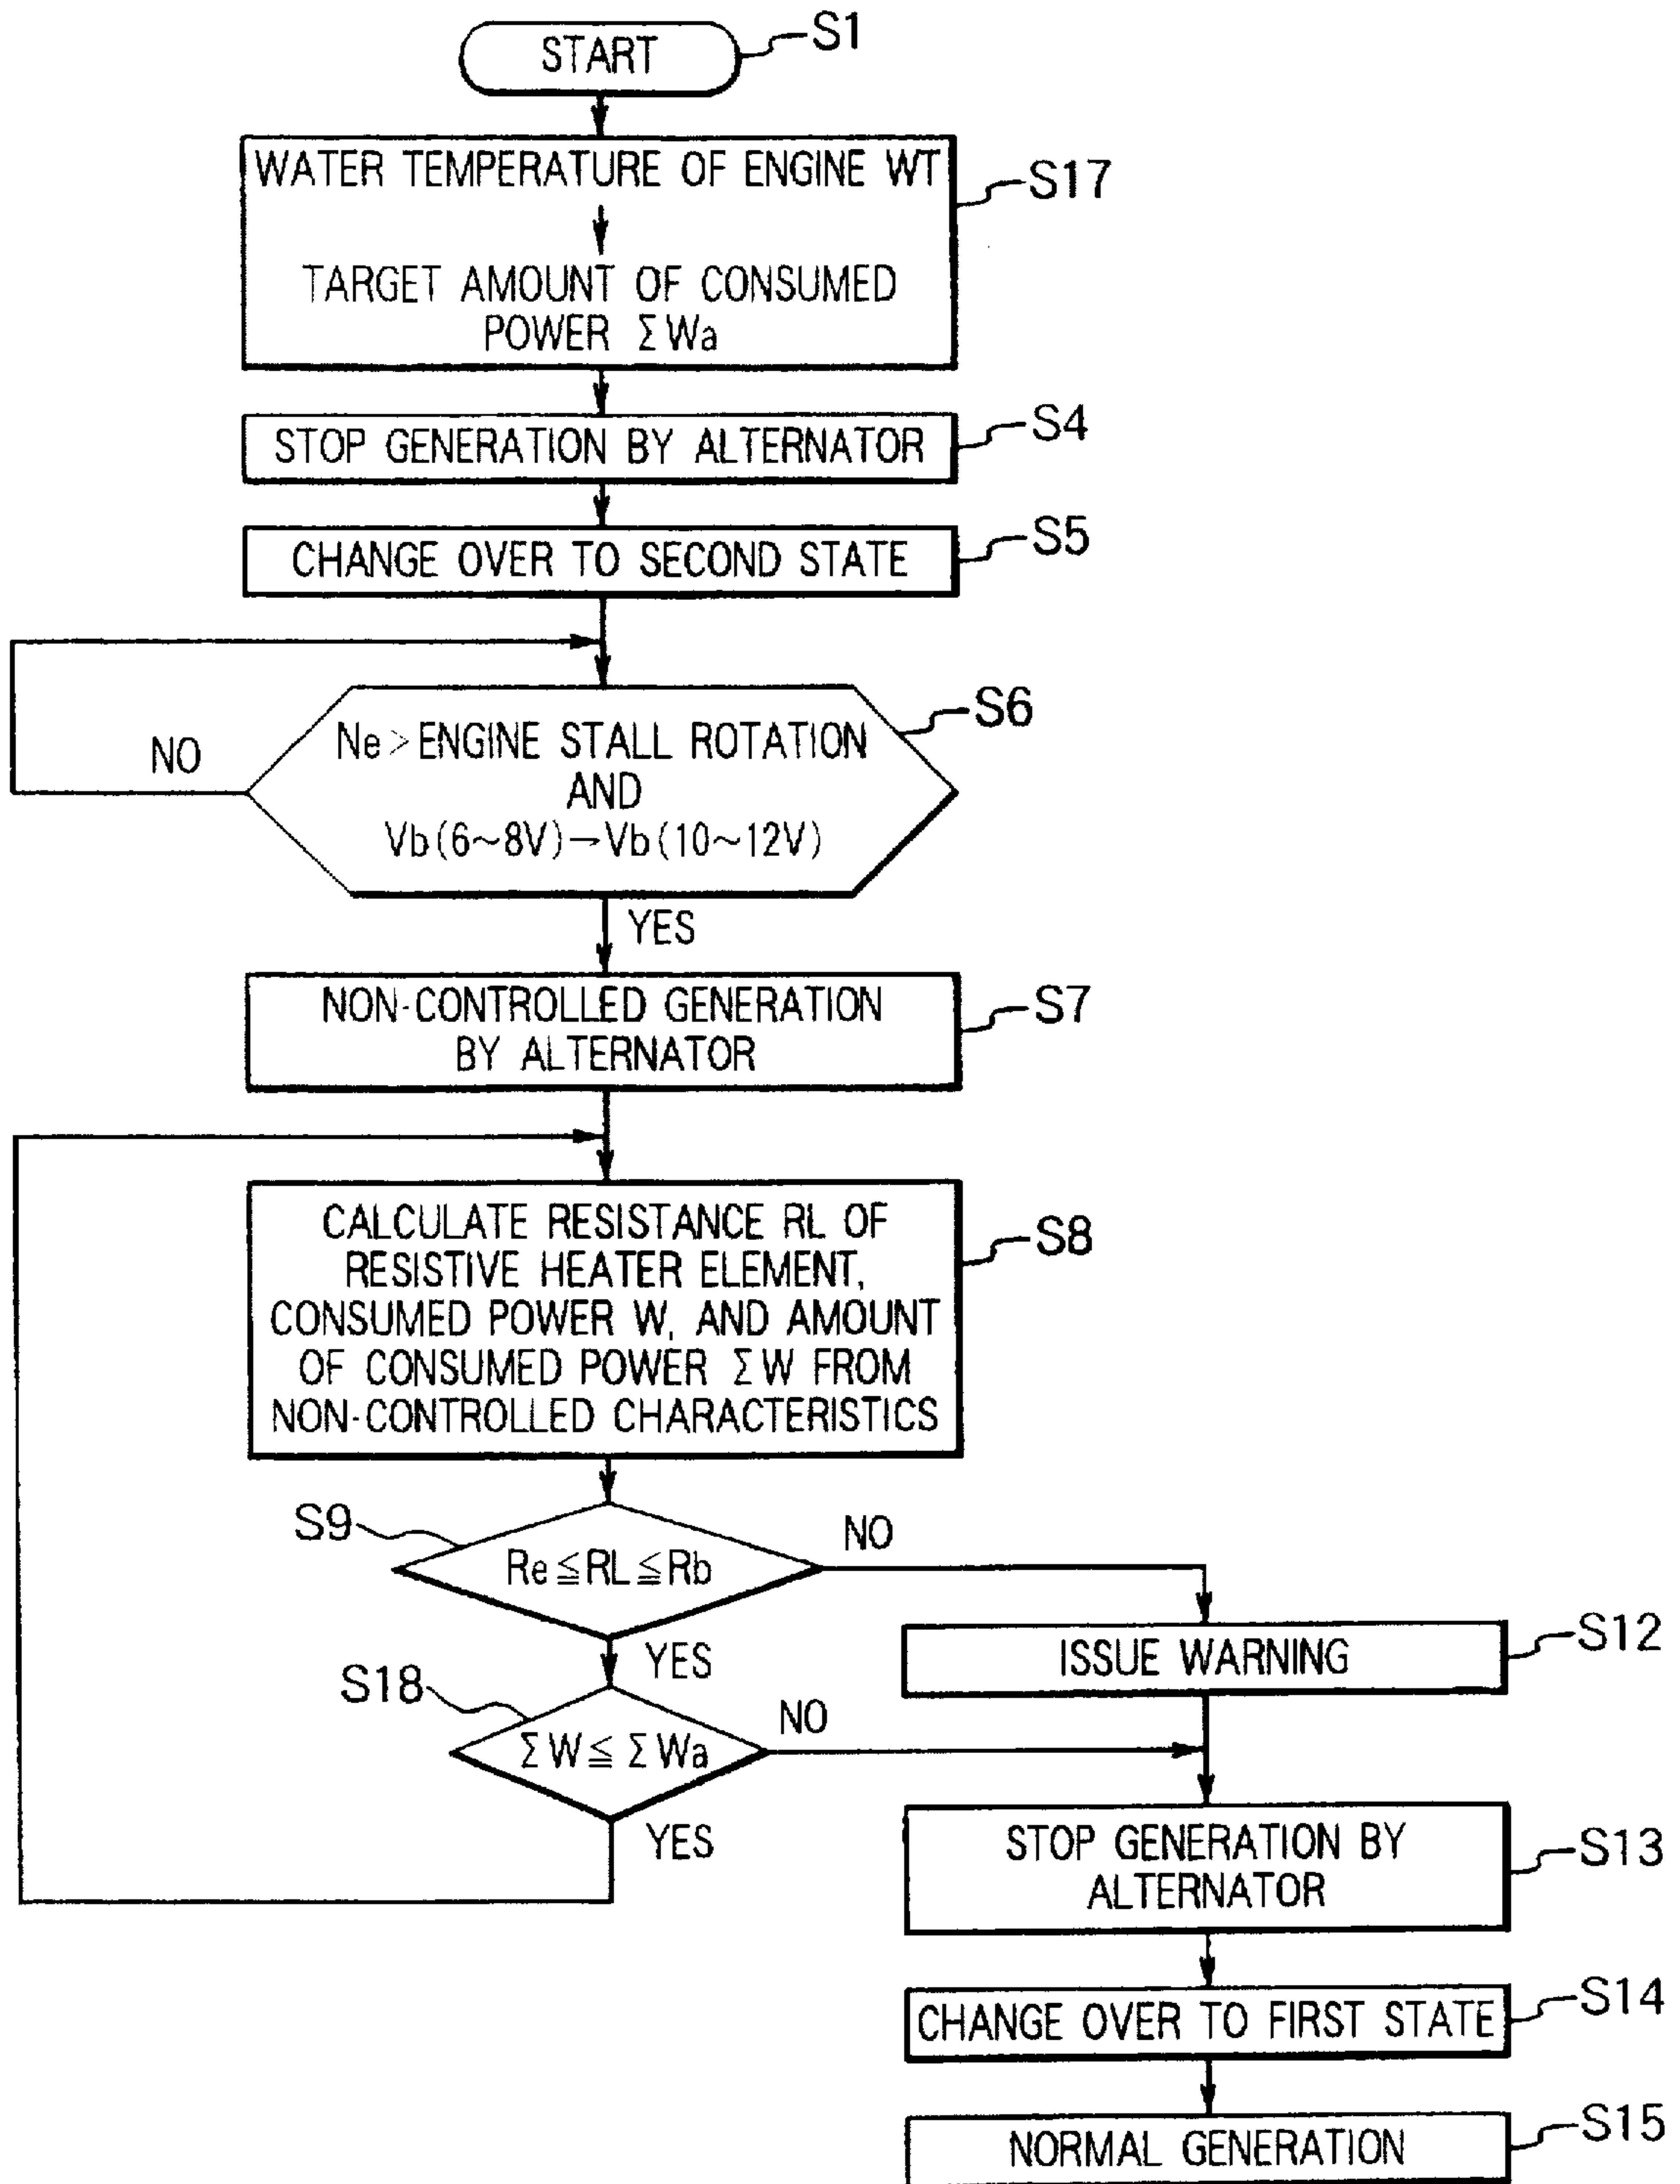 START
S1
WATER TEMPERATURE OF ENGINE WT
S17
TARGET AMOUNT OF CONSUMED
POWER ΣWa
STOP GENERATION BY ALTERNATOR
S4
CHANGE OVER TO SECOND STATE
S5
Ne>ENGINE STALL ROTATION
AND
Vb(6~8V)→Vb(10~12V)
S6
NO
YES
NON-CONTROLLED GENERATION
BY ALTERNATOR
S7
CALCULATE RESISTANCE RL OF
RESISTIVE HEATER ELEMENT,
CONSUMED POWER W, AND AMOUNT
OF CONSUMED POWER ΣW FROM
NON-CONTROLLED CHARACTERISTICS
S8
S9
Re≦RL≦Rb
NO
YES
ISSUE WARNING
S12
S18
ΣW≦ΣWa
NO
YES
STOP GENERATION BY
ALTERNATOR
S13
CHANGE OVER TO FIRST STATE
S14
NORMAL GENERATION
S15